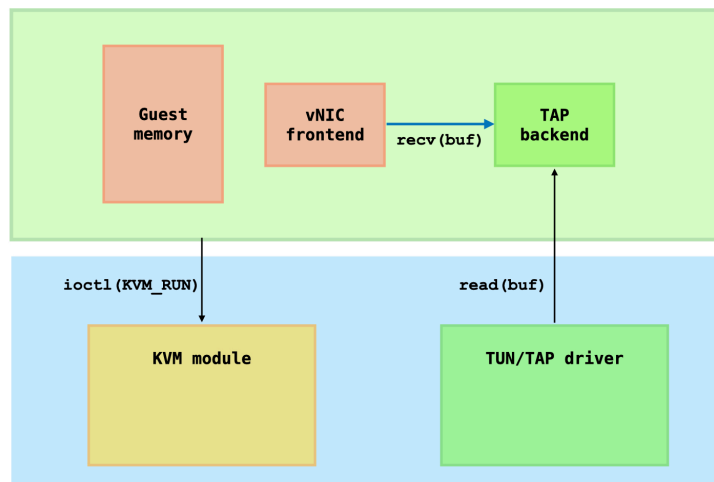 Guest
memory
vNIC
frontend
TAP
backend
recv(buf)
ioctl(KVM_RUN)
read(buf)
KVM module
TUN/TAP driver